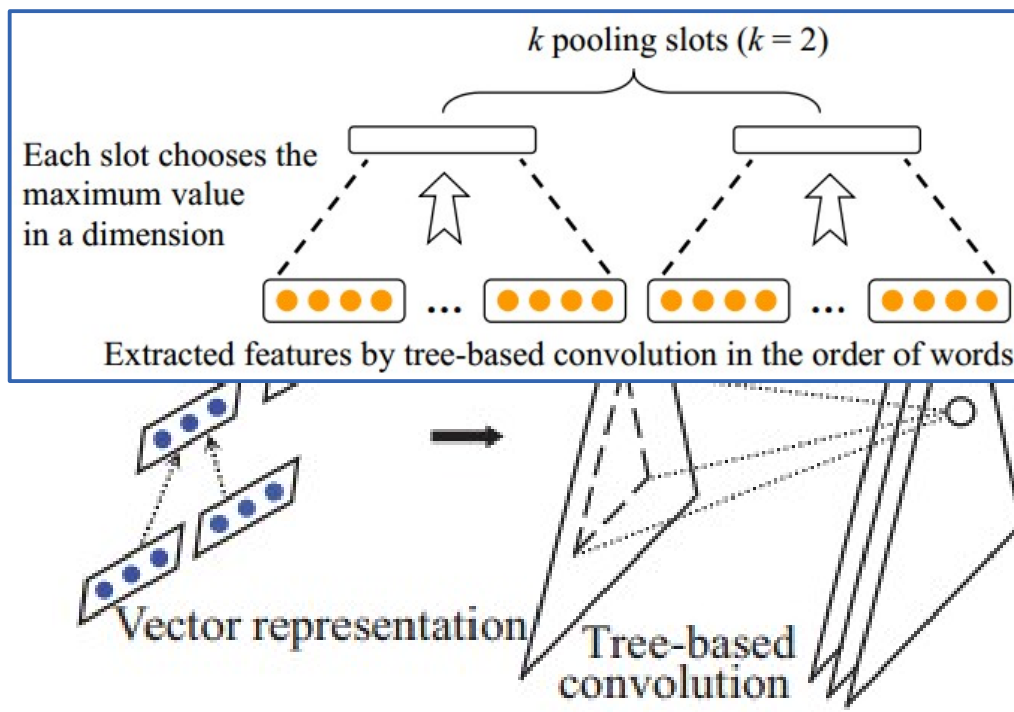 k pooling slots (k = 2)
Each slot chooses the
maximum value
in a dimension
... ...
Extracted features by tree-based convolution in the order of words
Vector representation
Tree-based
convolution